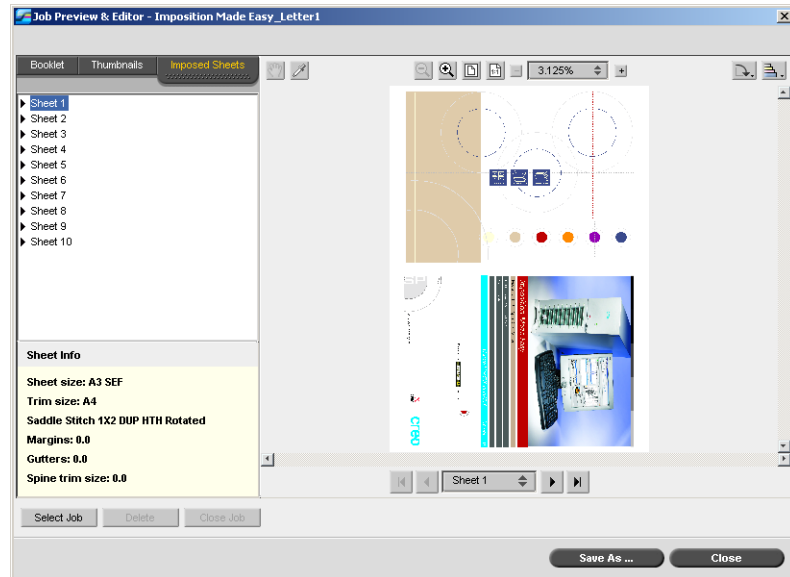 Job Preview & Editor - Imposition Made Easy_Letter1
Booklet Thumbnails Imposed Sheets
3.125%
Sheet 1
Sheet 2
Sheet 3
Sheet 4
Sheet 5
Sheet 6
Sheet 7
Sheet 8
Sheet 9
Sheet 10
SP
creo
Sheet Info
Sheet size: A3 SEF
Trim size: A4
Saddle Stitch 1X2 DUP HTH Rotated
Margins: 0.0
Gutters: 0.0
Spine trim size: 0.0
Sheet 1
Select Job Delete Close Job
Save As ... Close